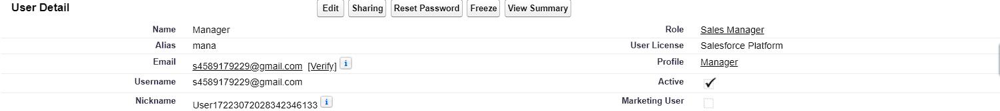 User Detail Edit Sharing Reset Password Freeze View Summary
Name Manager Role Sales Manager
Alias mana User License Salesforce Platform
Email s4589179229@gmail.com [Verify] i Profile Manager
Username s4589179229@gmail.com Active
Nickname User17223072028342346133 i Marketing User